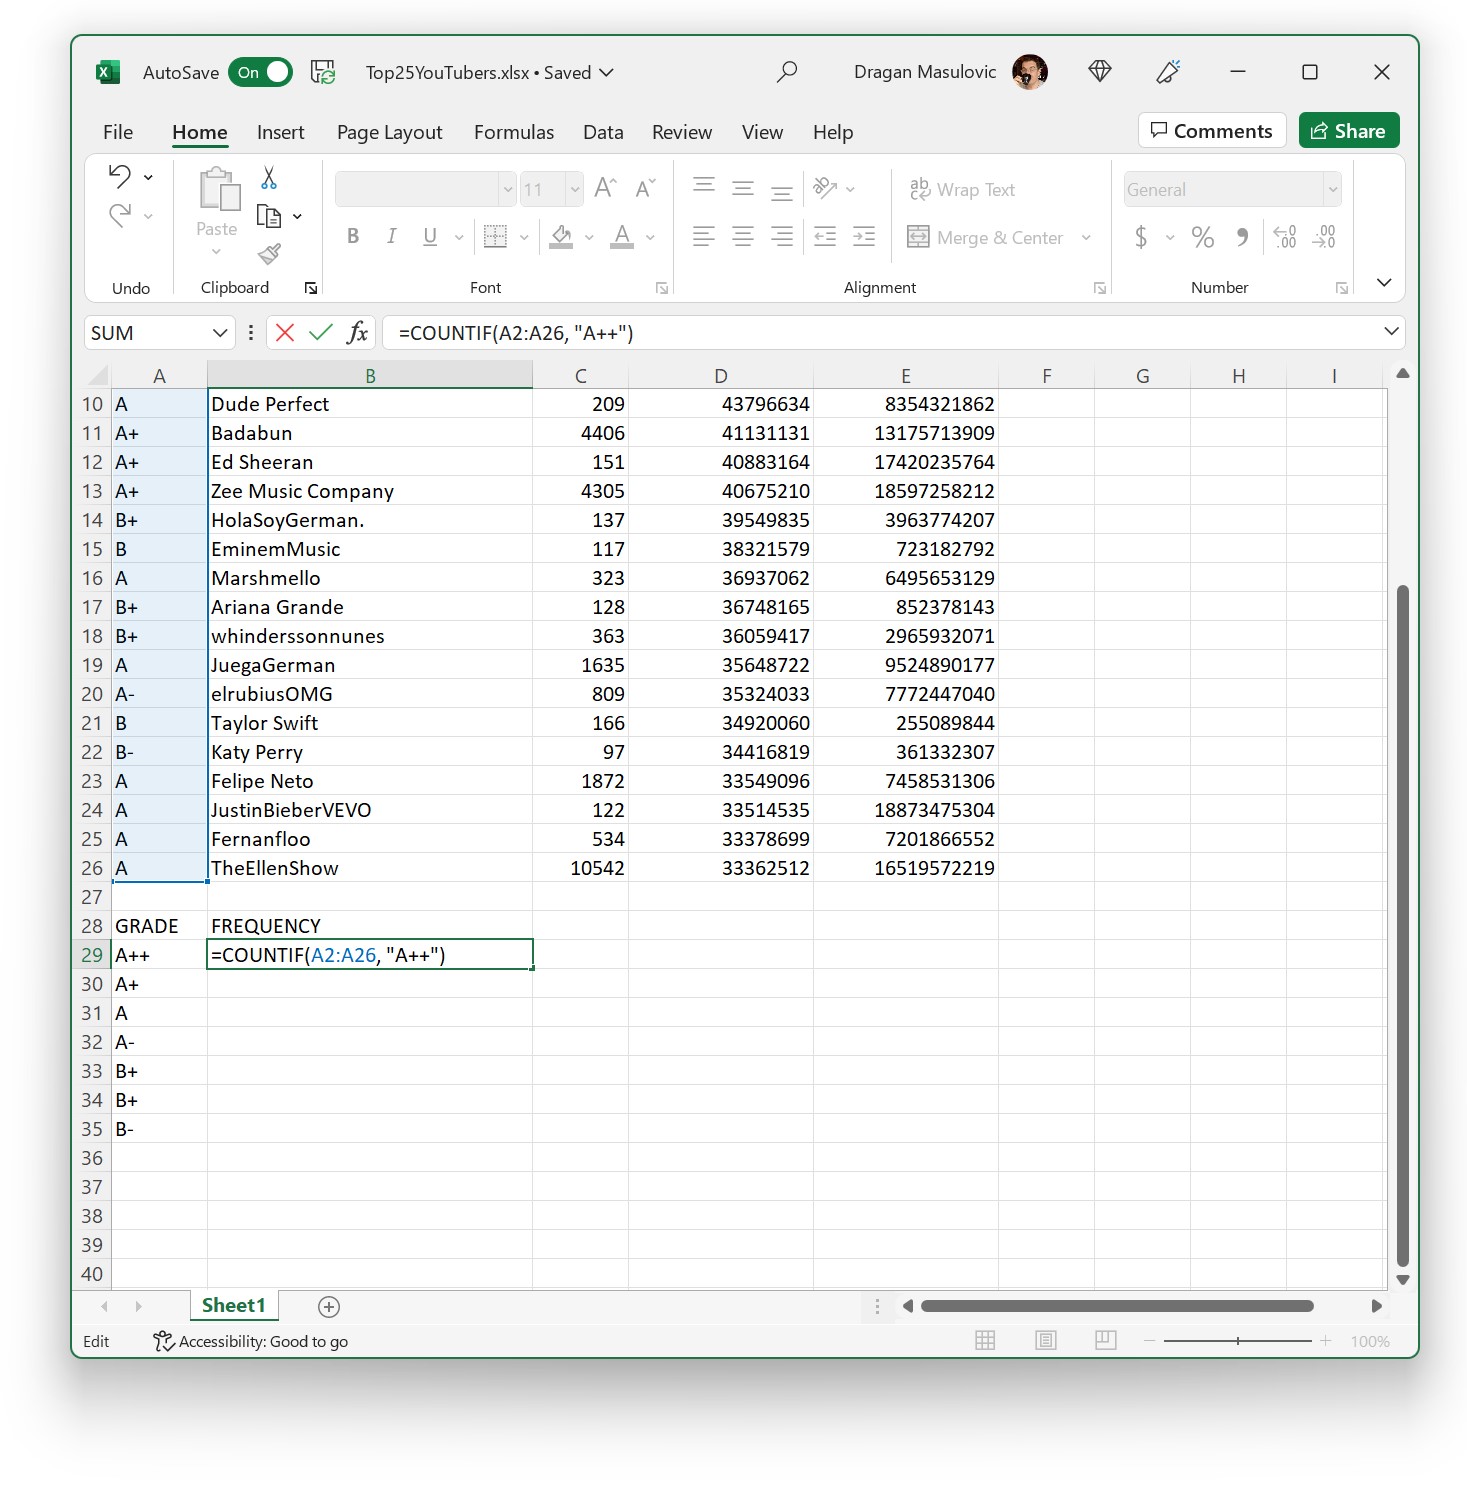 AutoSave On Top25YouTubers.xlsx • Saved Dragan Masulovic
File Home Insert Page Layout Formulas Data Review View Help Comments Share
11 A A ab Wrap Text General
Paste B I U A Merge & Center $ % 9 .00 .00
Undo Clipboard Font Alignment Number
SUM fx =COUNTIF(A2:A26, "A++")
A B C D E F G H I
10 A Dude Perfect 209 43796634 8354321862
11 A+ Badabun 4406 41131131 13175713909
12 A+ Ed Sheeran 151 40883164 17420235764
13 A+ Zee Music Company 4305 40675210 18597258212
14 B+ HolaSoyGerman. 137 39549835 3963774207
15 B EminemMusic 117 38321579 723182792
16 A Marshmello 323 36937062 6495653129
17 B+ Ariana Grande 128 36748165 852378143
18 B+ whinderssonnunes 363 36059417 2965932071
19 A JuegaGerman 1635 35648722 9524890177
20 A- elrubiusOMG 809 35324033 7772447040
21 B Taylor Swift 166 34920060 255089844
22 B- Katy Perry 97 34416819 361332307
23 A Felipe Neto 1872 33549096 7458531306
24 A JustinBieberVEVO 122 33514535 18873475304
25 A Fernanfloo 534 33378699 7201866552
26 A TheEllenShow 10542 33362512 16519572219
27
28 GRADE FREQUENCY
29 A++ =COUNTIF(A2:A26, "A++")
30 A+
31 A
32 A-
33 B+
34 B+
35 B-
36
37
38
39
40
Sheet1
Edit Accessibility: Good to go 100%